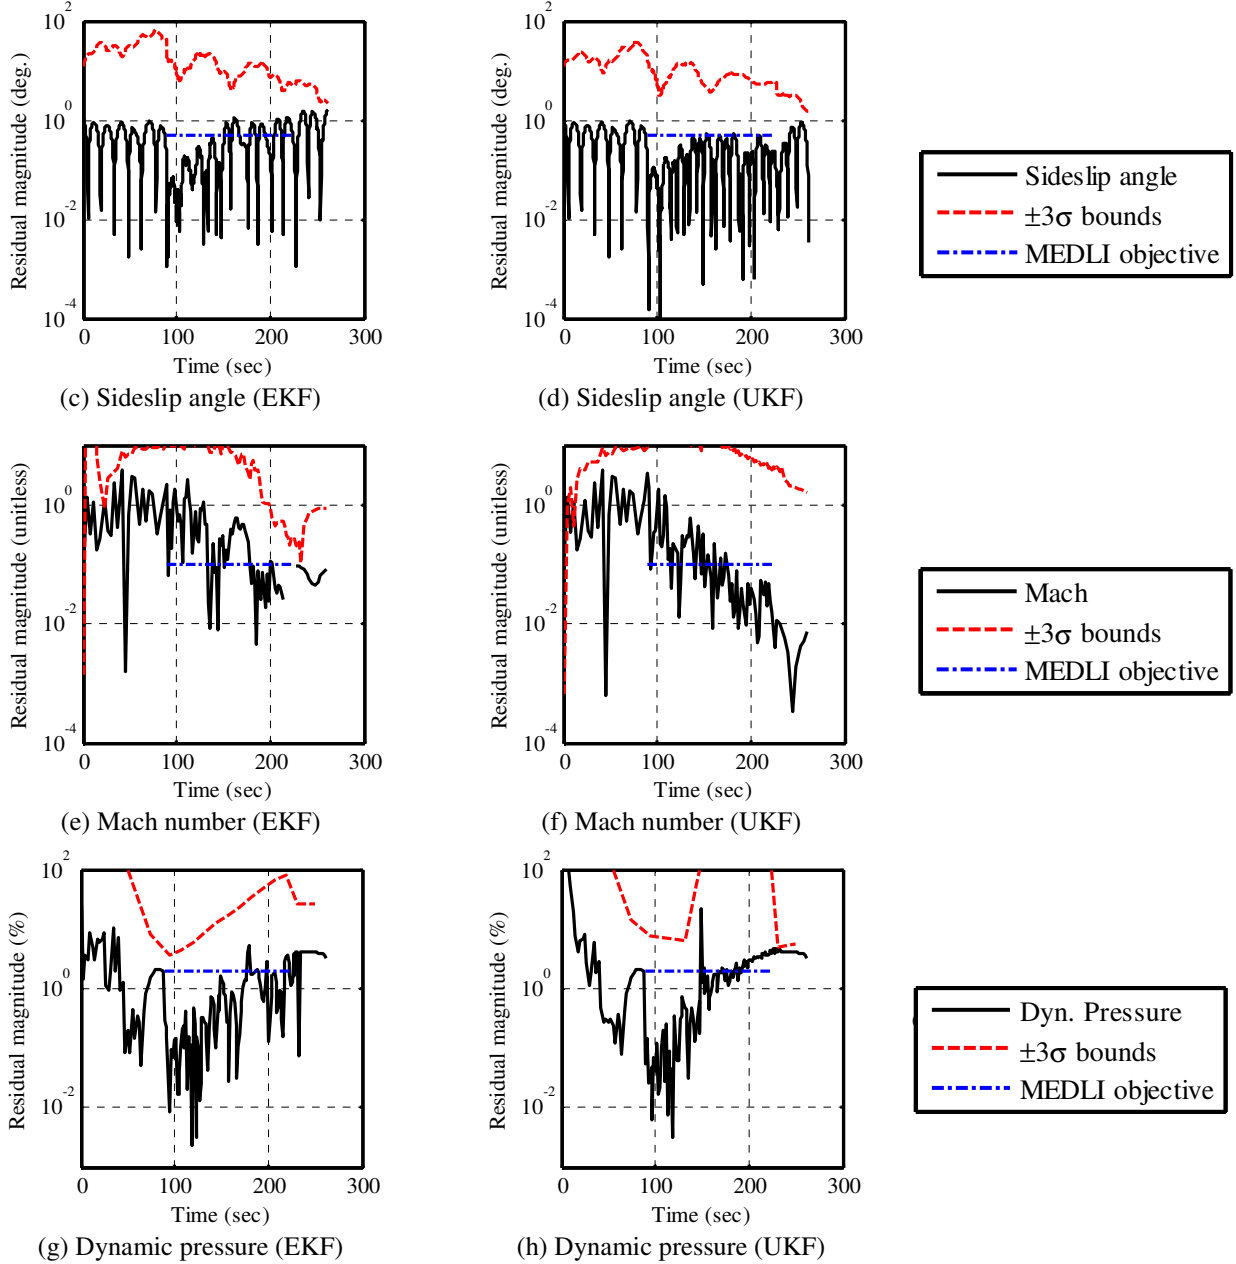 10^2
10^0
10^-2
10^-4
Residual magnitude (deg.)
0 100 200 300
Time (sec)
(c) Sideslip angle (EKF)
10^2
10^0
10^-2
10^-4
Residual magnitude (deg.)
0 100 200 300
Time (sec)
(d) Sideslip angle (UKF)
Sideslip angle
±3σ bounds
MEDLI objective
10^0
10^-2
10^-4
Residual magnitude (unitless)
0 100 200 300
Time (sec)
(e) Mach number (EKF)
10^0
10^-2
10^-4
Residual magnitude (unitless)
0 100 200 300
Time (sec)
(f) Mach number (UKF)
Mach
±3σ bounds
MEDLI objective
10^2
10^0
10^-2
Residual magnitude (%)
0 100 200 300
Time (sec)
(g) Dynamic pressure (EKF)
10^2
10^0
10^-2
Residual magnitude (%)
0 100 200 300
Time (sec)
(h) Dynamic pressure (UKF)
Dyn. Pressure
±3σ bounds
MEDLI objective